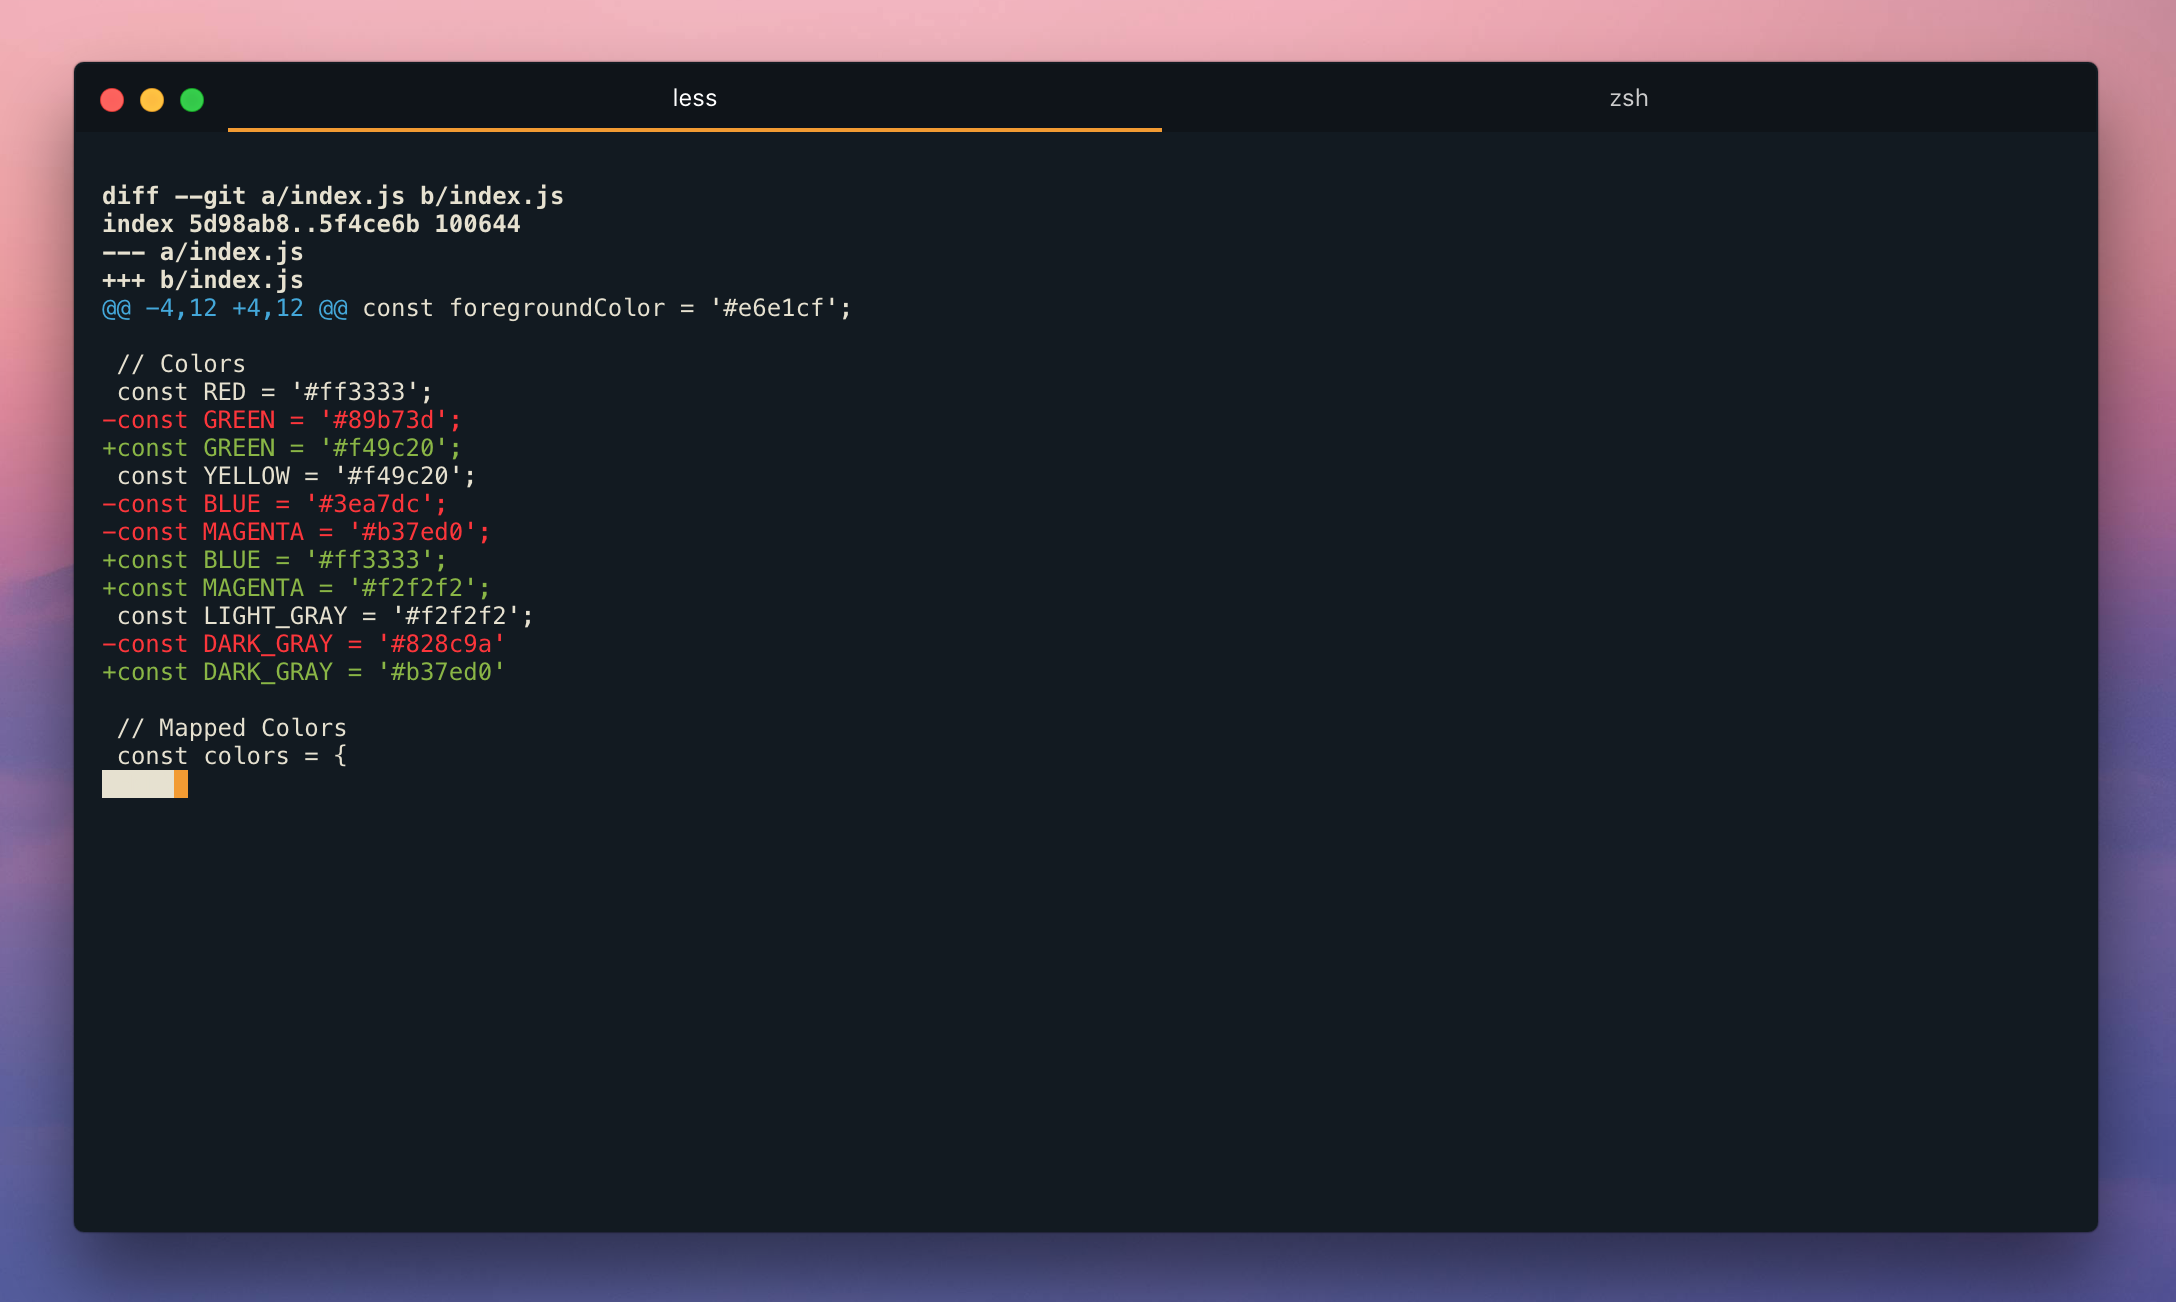 less
zsh
diff --git a/index.js b/index.js
index 5d98ab8..5f4ce6b 100644
--- a/index.js
+++ b/index.js
@@ -4,12 +4,12 @@ const foregroundColor = '#e6e1cf';
 // Colors
 const RED = '#ff3333';
-const GREEN = '#89b73d';
+const GREEN = '#f49c20';
 const YELLOW = '#f49c20';
-const BLUE = '#3ea7dc';
-const MAGENTA = '#b37ed0';
+const BLUE = '#ff3333';
+const MAGENTA = '#f2f2f2';
 const LIGHT_GRAY = '#f2f2f2';
-const DARK_GRAY = '#828c9a'
+const DARK_GRAY = '#b37ed0'
 // Mapped Colors
 const colors = {